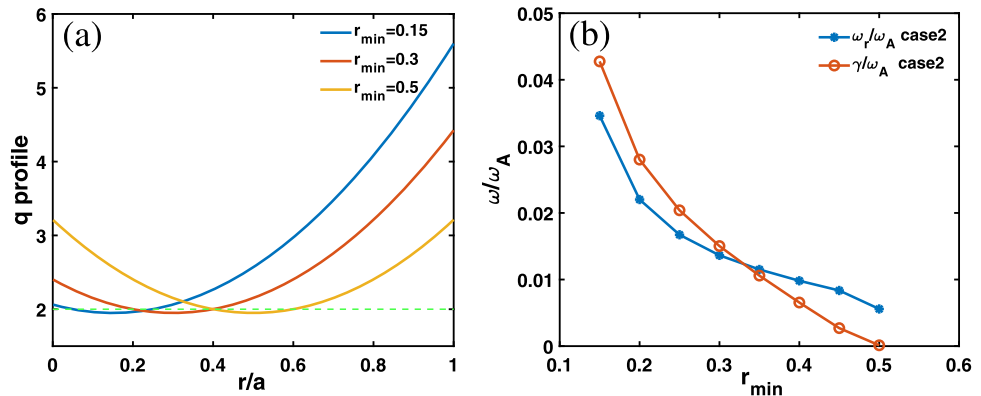 (a)
r_min=0.15
r_min=0.3
r_min=0.5
q profile
6
5
4
3
2
0 0.2 0.4 0.6 0.8 1
r/a
(b)
ω_r/ω_A case2
γ/ω_A case2
ω/ω_A
0.05
0.04
0.03
0.02
0.01
0
0.1 0.2 0.3 0.4 0.5 0.6
r_min